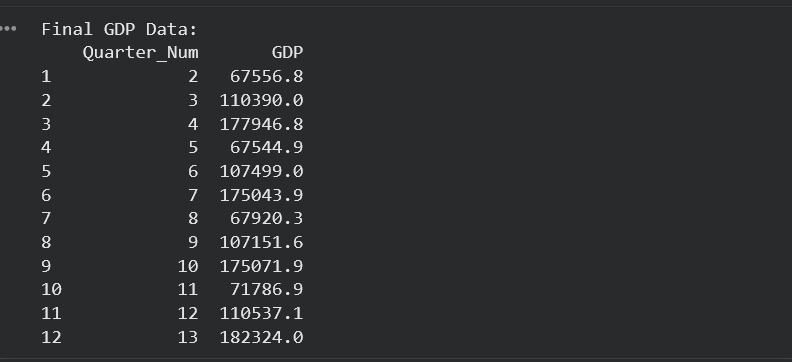 Final GDP Data:
Quarter_Num GDP
1 2 67556.8
2 3 110390.0
3 4 177946.8
4 5 67544.9
5 6 107499.0
6 7 175043.9
7 8 67920.3
8 9 107151.6
9 10 175071.9
10 11 71786.9
11 12 110537.1
12 13 182324.0